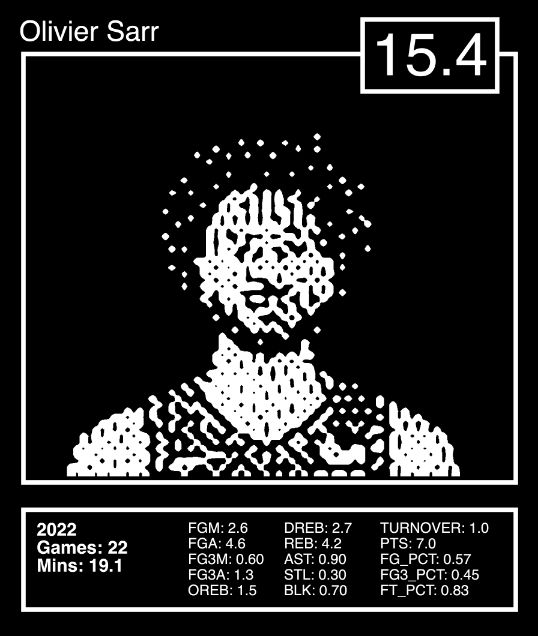 Olivier Sarr
15.4
2022
Games: 22
Mins: 19.1
FGM: 2.6
FGA: 4.6
FG3M: 0.60
FG3A: 1.3
OREB: 1.5
DREB: 2.7
REB: 4.2
AST: 0.90
STL: 0.30
BLK: 0.70
TURNOVER: 1.0
PTS: 7.0
FG_PCT: 0.57
FG3_PCT: 0.45
FT_PCT: 0.83